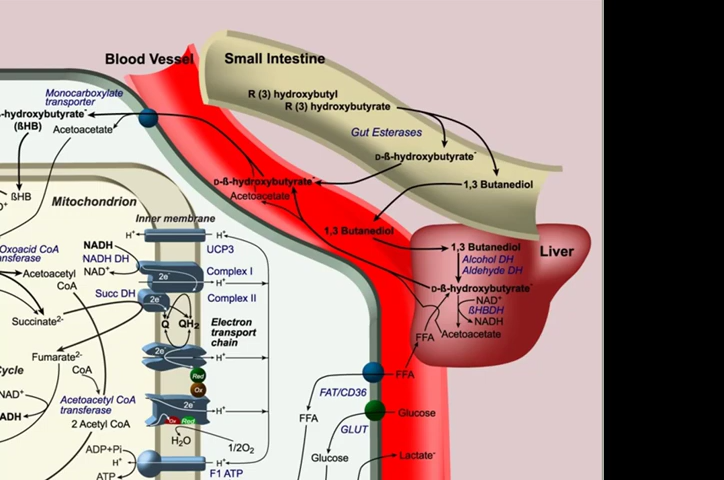 Blood Vessel
Small Intestine
Monocarboxylate
transporter
R (3) hydroxybutyl
R (3) hydroxybutyrate
-hydroxybutyrate-
(ßHB)
Acetoacetate
Gut Esterases
D-ß-hydroxybutyrate-
1,3 Butanediol
D-ß-hydroxybutyrate-
Acetoacetate
1,3 Butanediol
ßHB
Mitochondrion
Inner membrane
H+
H+
UCP3
NADH
NADH DH
NAD+
2e-
Complex I
H+
Oxoacid CoA
nsferase
Acetoacetyl
CoA
Succ DH
2e-
Complex II
Q
QH2
Succinate2-
Electron
transport
chain
2e-
H+
Fumarate2-
CoA
Red
Ox
ycle
NAD+
ADH
Acetoacetyl CoA
transferase
2 Acetyl CoA
2e-
H+
Ox
Red
H2O
1/2O2
ADP+Pi
H+
ATP
H+
F1 ATP
Liver
1,3 Butanediol
Alcohol DH
Aldehyde DH
D-ß-hydroxybutyrate-
NAD+
ßHBDH
NADH
Acetoacetate
FFA
FFA
FAT/CD36
FFA
Glucose
GLUT
Glucose
Lactate-